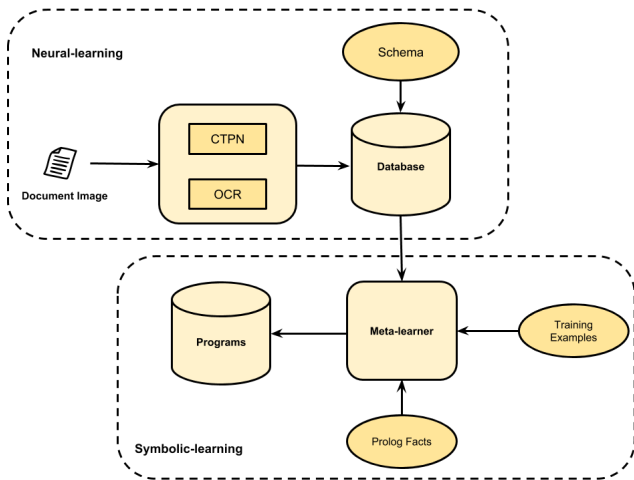 Neural-learning
Schema
CTPN
OCR
Database
Document Image
Programs
Meta-learner
Training
Examples
Prolog Facts
Symbolic-learning